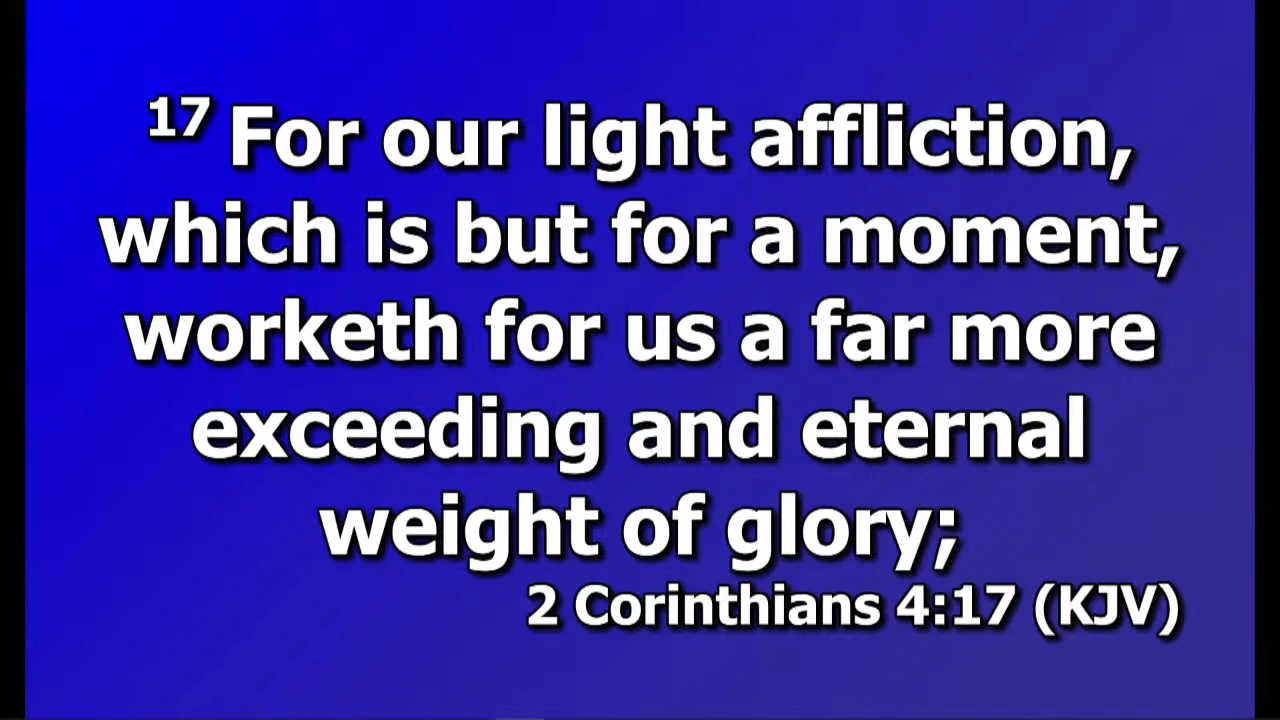 17 For our light affliction,
which is but for a moment,
worketh for us a far more
exceeding and eternal
weight of glory;
2 Corinthians 4:17 (KJV)